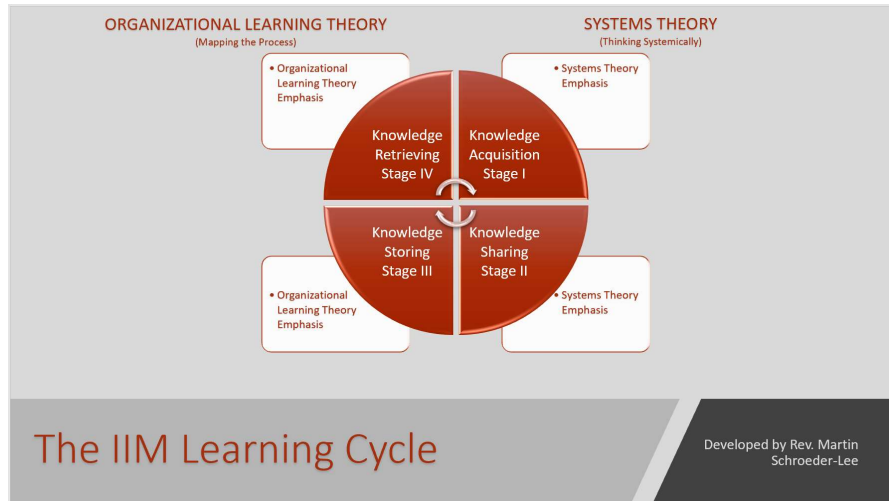 ORGANIZATIONAL LEARNING THEORY
(Mapping the Process)
SYSTEMS THEORY
(Thinking Systemically)
• Organizational
Learning Theory
Emphasis
• Systems Theory
Emphasis
Knowledge
Retrieving
Stage IV
Knowledge
Acquisition
Stage I
Knowledge
Storing
Stage III
Knowledge
Sharing
Stage II
• Organizational
Learning Theory
Emphasis
• Systems Theory
Emphasis
The IIM Learning Cycle
Developed by Rev. Martin
Schroeder-Lee